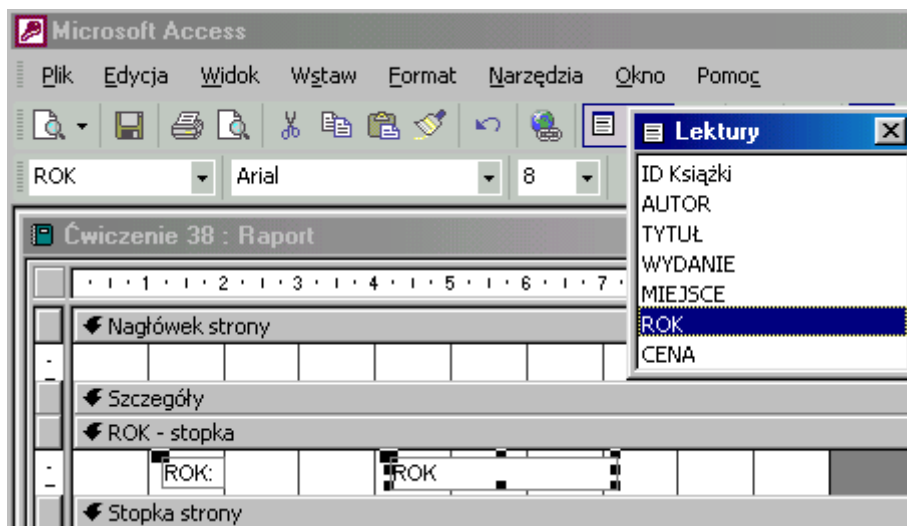 Microsoft Access
Plik Edycja Widok Wstaw Format Narzędzia Okno Pomoc
ROK Arial 8
Lektury
ID Książki
AUTOR
TYTUŁ
WYDANIE
MIEJSCE
ROK
CENA
Ćwiczenie 38 : Raport
1 2 3 4 5 6 7
Nagłówek strony
Szczegóły
ROK - stopka
ROK: ROK
Stopka strony